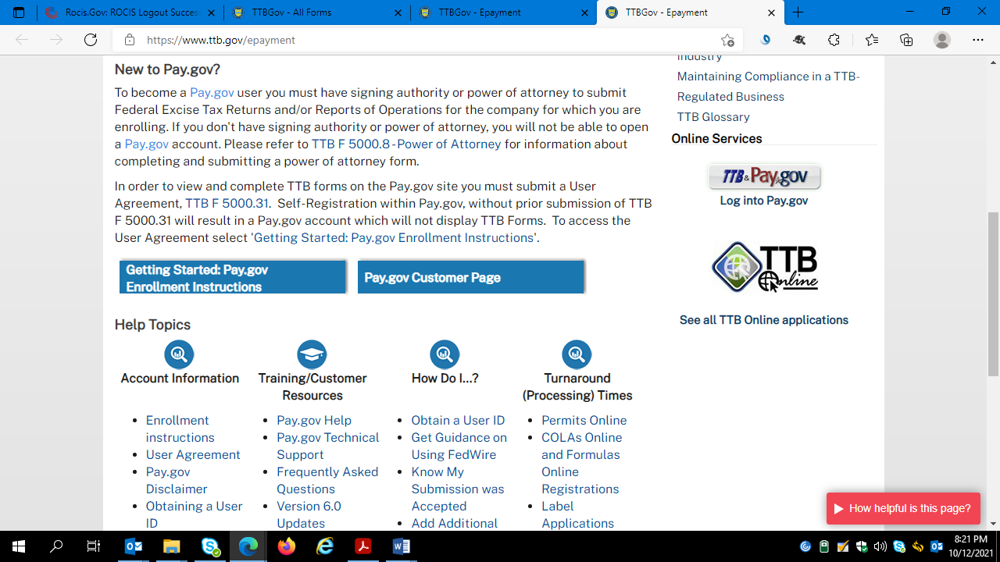 Rocis.Gov: ROCIS Logout Succes
TTBGov - All Forms
TTBGov - Epayment
TTBGov - Epayment
https://www.ttb.gov/epayment
New to Pay.gov?
To become a Pay.gov user you must have signing authority or power of attorney to submit
Federal Excise Tax Returns and/or Reports of Operations for the company for which you are
enrolling. If you don't have signing authority or power of attorney, you will not be able to open
a Pay.gov account. Please refer to TTB F 5000.8 - Power of Attorney for information about
completing and submitting a power of attorney form.
In order to view and complete TTB forms on the Pay.gov site you must submit a User
Agreement, TTB F 5000.31. Self-Registration within Pay.gov, without prior submission of TTB
F 5000.31 will result in a Pay.gov account which will not display TTB Forms. To access the
User Agreement select 'Getting Started: Pay.gov Enrollment Instructions'.
Getting Started: Pay.gov
Enrollment Instructions
Pay.gov Customer Page
Help Topics
Account Information
Enrollment
instructions
User Agreement
Pay.gov
Disclaimer
Obtaining a User
ID
Training/Customer
Resources
Pay.gov Help
Pay.gov Technical
Support
Frequently Asked
Questions
Version 6.0
Updates
How Do I...?
Obtain a User ID
Get Guidance on
Using FedWire
Know My
Submission was
Accepted
Add Additional
Turnaround
(Processing) Times
Permits Online
COLAs Online
and Formulas
Online
Registrations
Label
Applications
Industry
Maintaining Compliance in a TTB-
Regulated Business
TTB Glossary
Online Services
TTB & Pay.gov
Log into Pay.gov
TTB
Online
See all TTB Online applications
How helpful is this page?
8:21 PM
10/12/2021